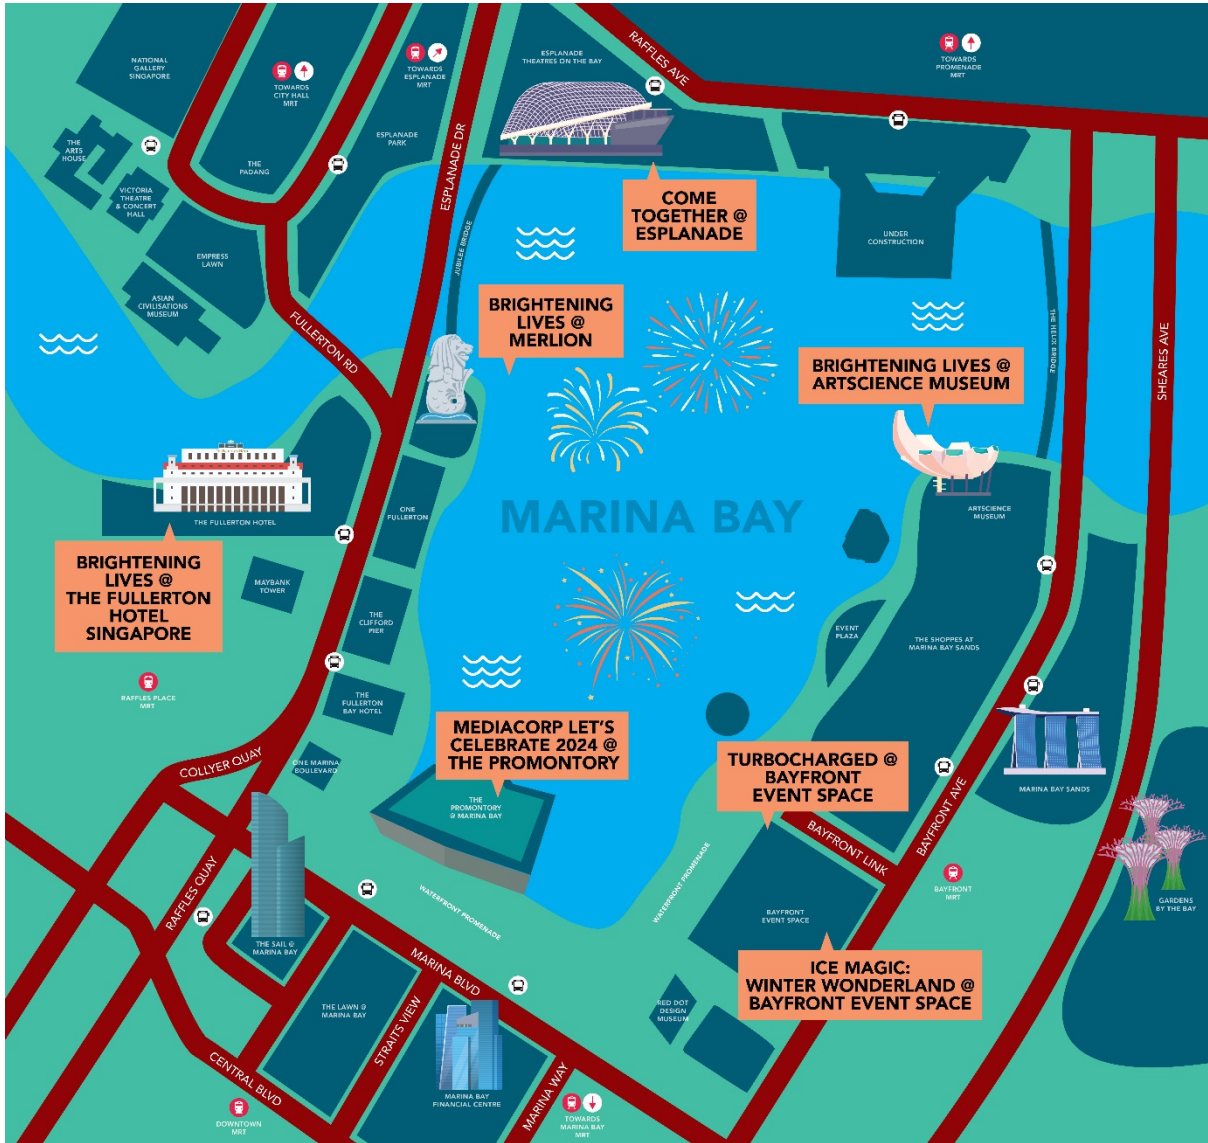 NATIONAL
GALLERY
SINGAPORE
TOWARDS
CITY HALL
MRT
TOWARDS
ESPLANADE
MRT
ESPLANADE
THEATRES ON THE BAY
RAFFLES AVE
TOWARDS
PROMENADE
MRT
THE
ARTS
HOUSE
VICTORIA
THEATRE
& CONCERT
HALL
THE
PADANG
ESPLANADE
PARK
ESPLANADE DR
COME
TOGETHER @
ESPLANADE
UNDER
CONSTRUCTION
EMPRESS
LAWN
ASIAN
CIVILISATIONS
MUSEUM
JUBILEE BRIDGE
FULLERTON RD
BRIGHTENING
LIVES @
MERLION
THE HELIX BRIDGE
SHEARES AVE
BRIGHTENING LIVES @
ARTSCIENCE MUSEUM
ARTSCIENCE
MUSEUM
MARINA BAY
THE FULLERTON HOTEL
ONE
FULLERTON
BRIGHTENING
LIVES @
THE FULLERTON
HOTEL
SINGAPORE
MAYBANK
TOWER
THE
CLIFFORD
PIER
EVENT
PLAZA
THE SHOPPES AT
MARINA BAY SANDS
RAFFLES PLACE
MRT
THE
FULLERTON
BAY HOTEL
MEDIACORP LET'S
CELEBRATE 2024 @
THE PROMONTORY
COLLYER QUAY
ONE MARINA
BOULEVARD
THE
PROMONTORY
@ MARINA BAY
TURBOCHARGED @
BAYFRONT
EVENT SPACE
MARINA BAY SANDS
BAYFRONT AVE
BAYFRONT LINK
BAYFRONT
MRT
GARDENS
BY THE BAY
RAFFLES QUAY
WATERFRONT PROMENADE
WATERFRONT PROMENADE
BAYFRONT
EVENT SPACE
THE SAIL @
MARINA BAY
MARINA BLVD
ICE MAGIC:
WINTER WONDERLAND @
BAYFRONT EVENT SPACE
THE LAWN @
MARINA BAY
STRAITS VIEW
RED DOT
DESIGN
MUSEUM
CENTRAL BLVD
MARINA BAY
FINANCIAL CENTRE
MARINA WAY
DOWNTOWN
MRT
TOWARDS
MARINA BAY
MRT